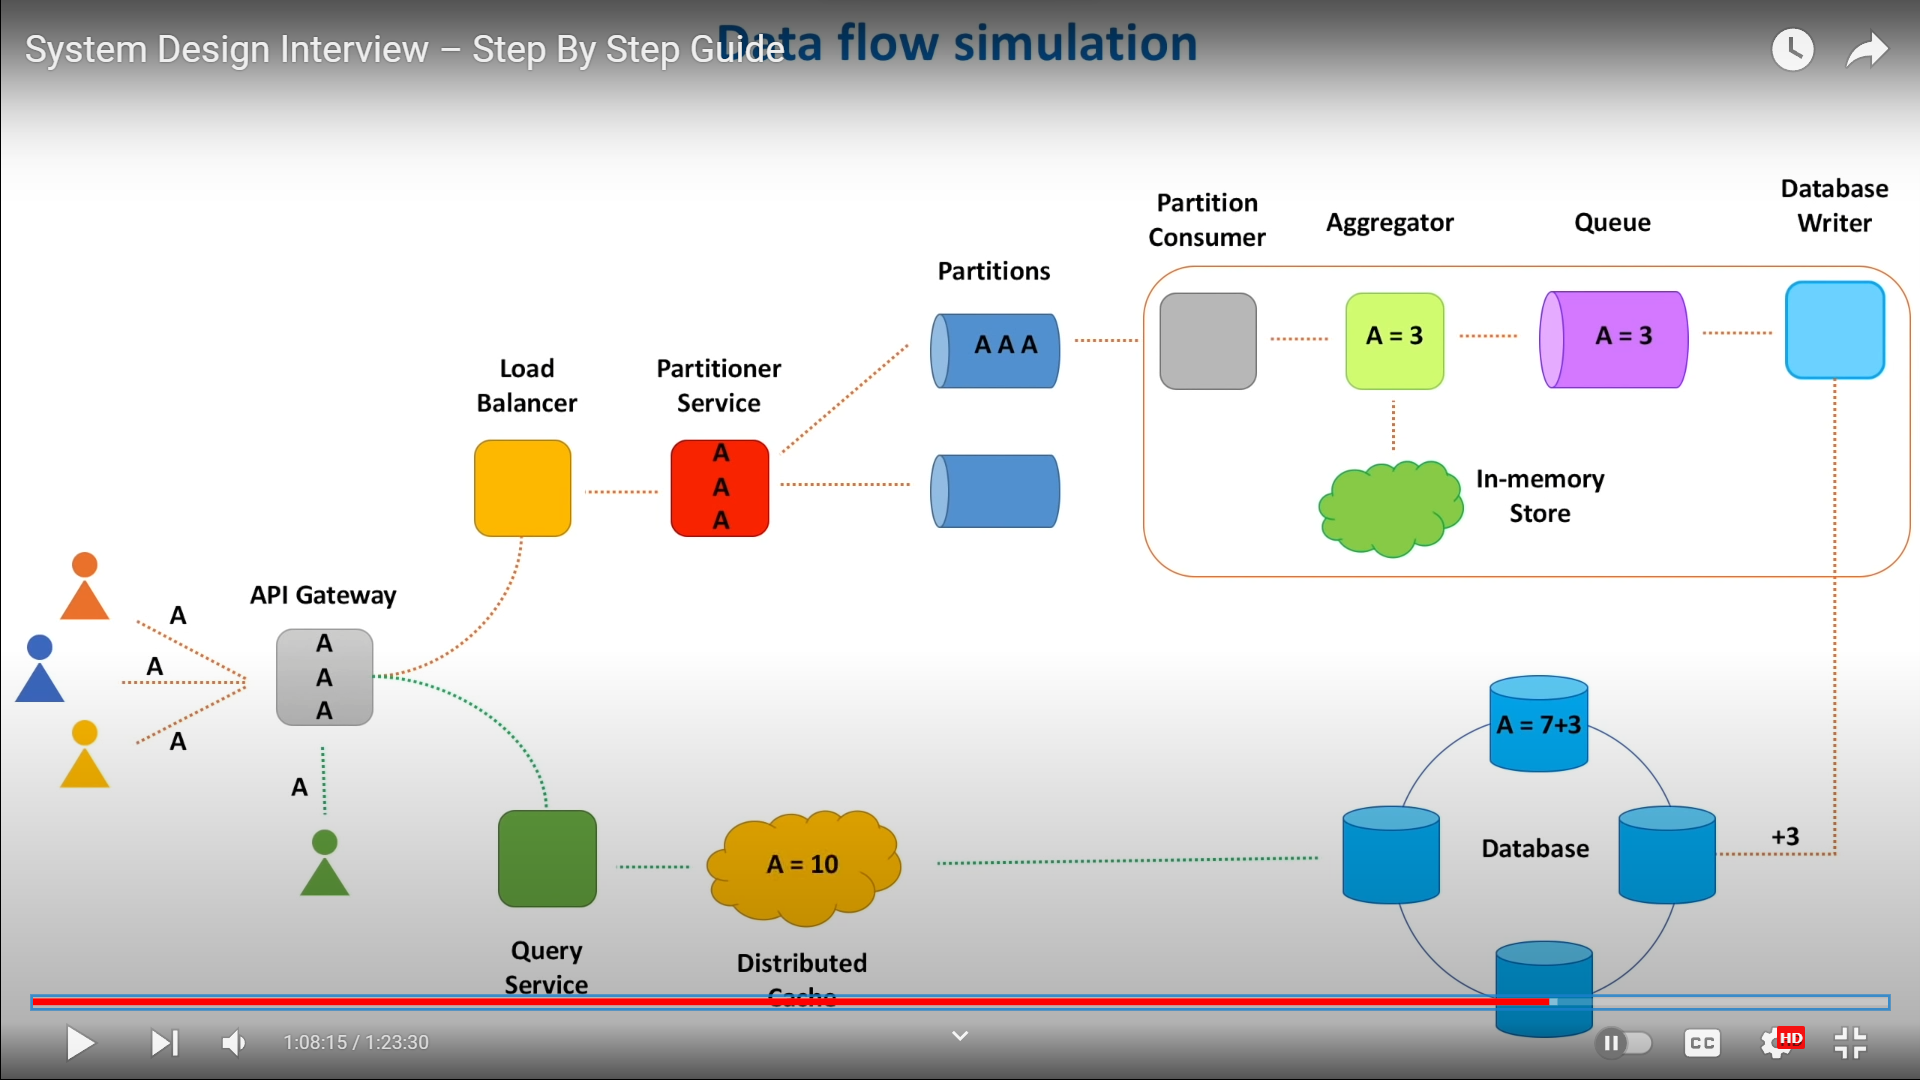 System Design Interview – Step By Step Guide
Data flow simulation
Database
Writer
Partition
Consumer
Aggregator
Queue
Partitions
A A A
A = 3
A = 3
Load
Balancer
Partitioner
Service
A
A
A
In-memory
Store
API Gateway
A
A
A
A
A
A
A
A = 7+3
Database
+3
A = 10
Query
Service
Distributed
Cache
1:08:15 / 1:23:30
CC
HD